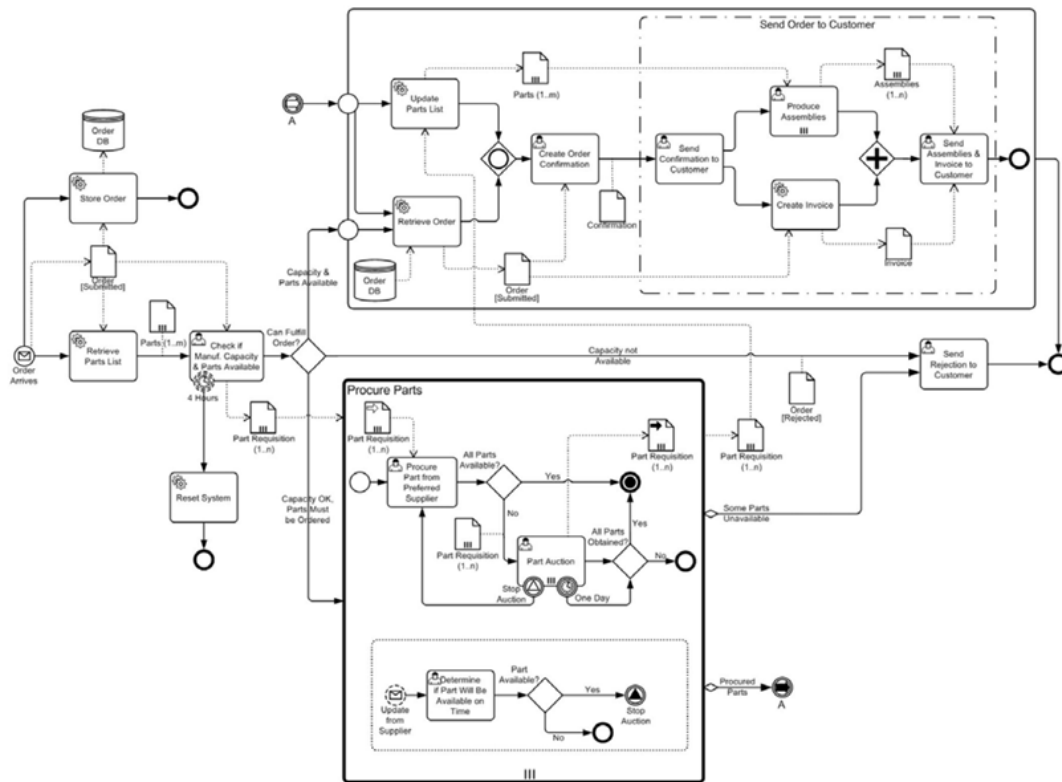 Send Order to Customer
Update
Parts List
Parts (1..m)
Produce
Assemblies
Assemblies
(1..n)
A
Order
DB
Store Order
Create Order
Confirmation
Send
Confirmation to
Customer
Send
Assemblies &
Invoice to
Customer
Retrieve Order
Create Invoice
Confirmation
Invoice
Order
DB
Order
[Submitted]
Capacity &
Parts Available
Order
[Submitted]
Parts (1..m)
Order
Arrives
Retrieve
Parts List
Check if
Manuf. Capacity
& Parts Available
Can Fulfill
Order?
4 Hours
Capacity not
Available
Send
Rejection to
Customer
Order
[Rejected]
Part Requisition
(1..n)
Procure Parts
Part Requisition
(1..n)
Part Requisition
(1..n)
Part Requisition
(1..n)
Procure
Part from
Preferred
Supplier
All Parts
Available?
Yes
No
Reset System
Capacity OK,
Parts Must
be Ordered
Part Requisition
(1..n)
Part Auction
All Parts
Obtained?
Yes
No
Stop
Auction
One Day
Some Parts
Unavailable
Update
from
Supplier
Determine
if Part Will Be
Available on
Time
Part
Available?
Yes
No
Stop
Auction
Procured
Parts
A